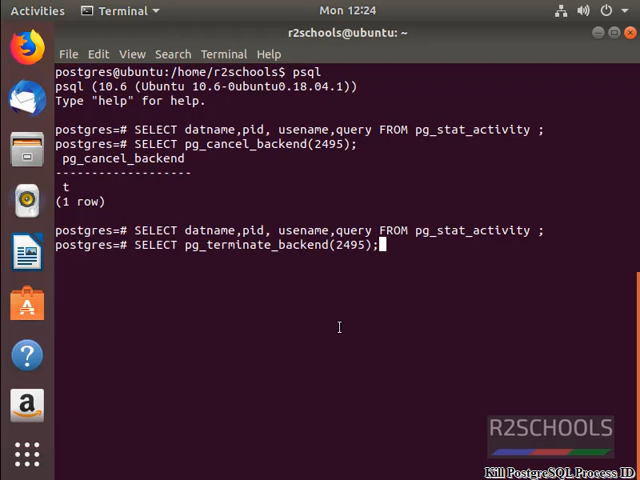 Activities Terminal Mon 12:24
r2schools@ubuntu: ~
File Edit View Search Terminal Help
postgres@ubuntu:/home/r2schools$ psql
psql (10.6 (Ubuntu 10.6-0ubuntu0.18.04.1))
Type "help" for help.
postgres=# SELECT datname,pid, usename,query FROM pg_stat_activity ;
postgres=# SELECT pg_cancel_backend(2495);
pg_cancel_backend
-------------------
t
(1 row)
postgres=# SELECT datname,pid, usename,query FROM pg_stat_activity ;
postgres=# SELECT pg_terminate_backend(2495);
R2SCHOOLS
Kill PostgreSQL Process ID